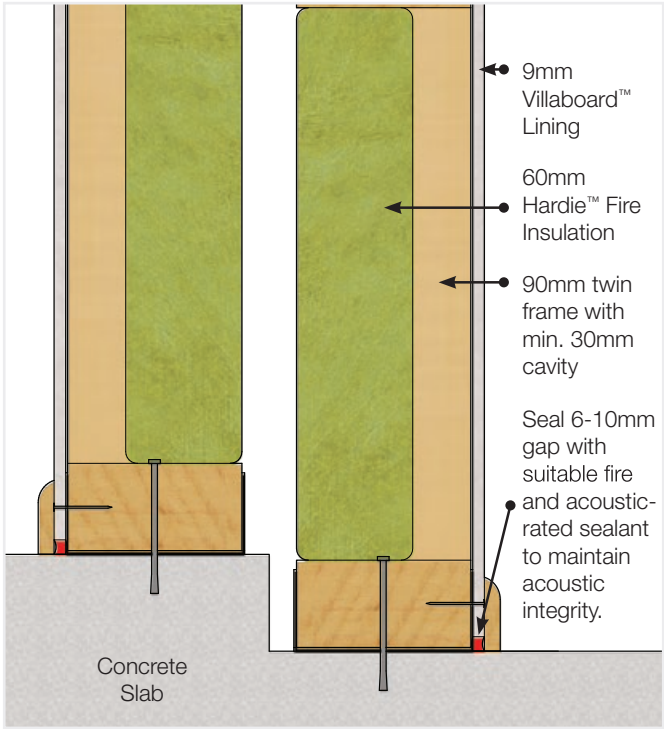 9mm
Villaboard™
Lining
60mm
Hardie™ Fire
Insulation
90mm twin
frame with
min. 30mm
cavity
Seal 6-10mm
gap with
suitable fire
and acoustic-
rated sealant
to maintain
acoustic
integrity.
Concrete
Slab